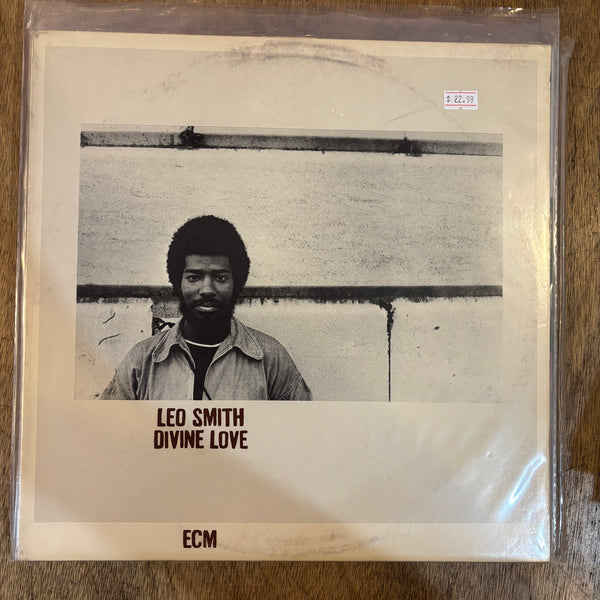 $ 22.99
LEO SMITH
DIVINE LOVE
ECM